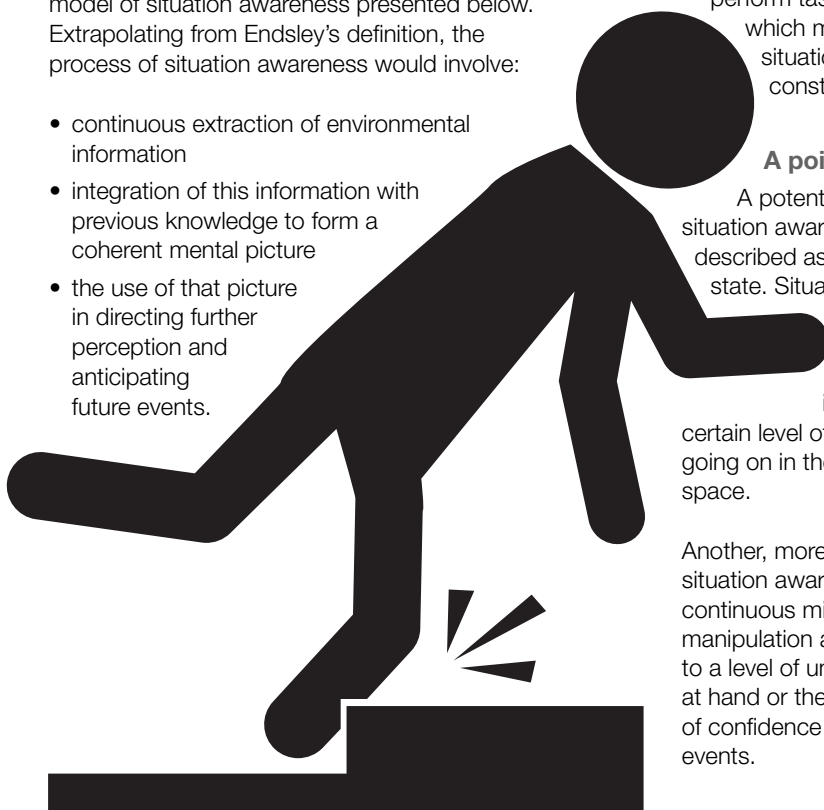 model of situation awareness presented below.
Extrapolating from Endsley’s definition, the
process of situation awareness would involve:
• continuous extraction of environmental
information
• integration of this information with
previous knowledge to form a
coherent mental picture
• the use of that picture
in directing further
perception and
anticipating
future events.
perform tas
which m
situatio
const
A poi
A potent
situation awar
described as
state. Situa
certain level of
going on in the
space.
Another, more
situation awar
continuous mi
manipulation a
to a level of un
at hand or the
of confidence
events.